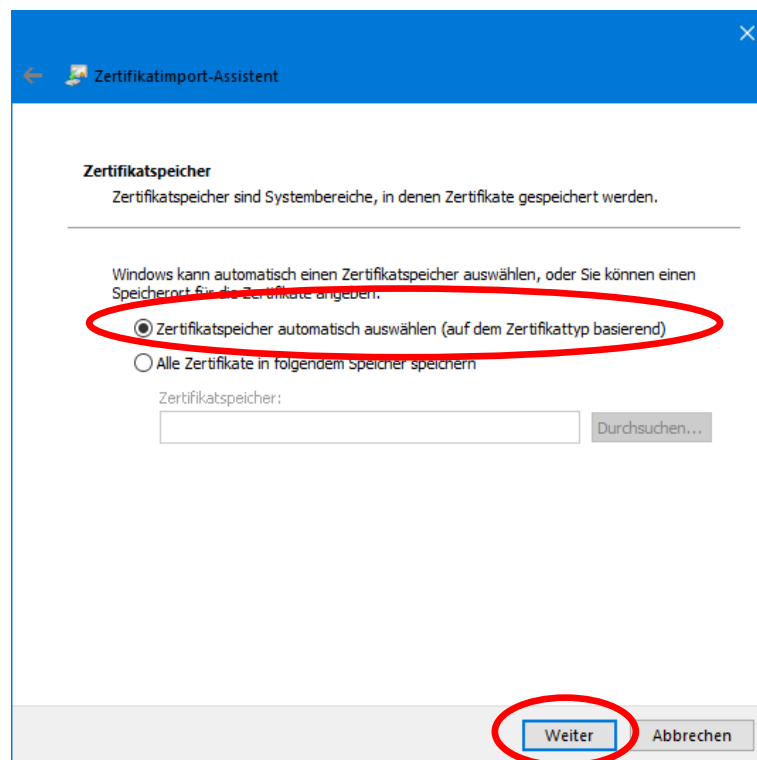 Zertifikatimport-Assistent
Zertifikatspeicher
Zertifikatspeicher sind Systembereiche, in denen Zertifikate gespeichert werden.
Windows kann automatisch einen Zertifikatspeicher auswählen, oder Sie können einen
Speicherort für die Zertifikate angeben.
Zertifikatspeicher automatisch auswählen (auf dem Zertifikattyp basierend)
Alle Zertifikate in folgendem Speicher speichern
Zertifikatspeicher:
Durchsuchen...
Weiter
Abbrechen